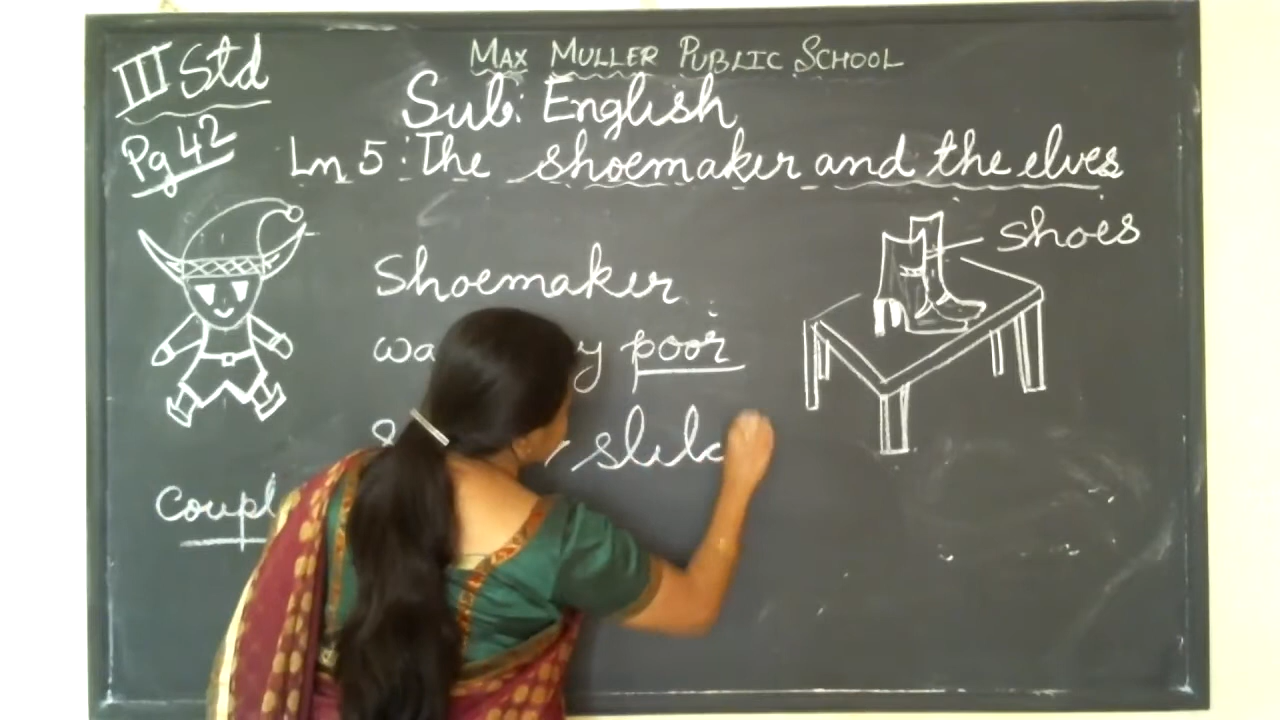 III Std
MAX MULLER PUBLIC SCHOOL
Sub: English
Pg 42
Ln 5: The shoemaker and the elves
shoes
Shoemaker
poor
Coupl